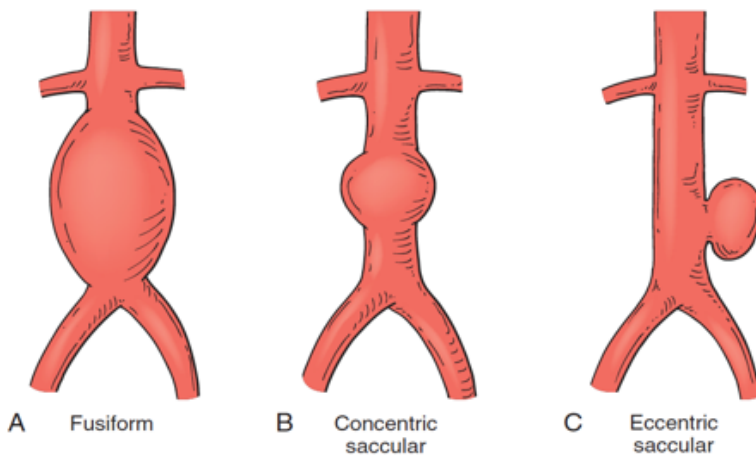 A Fusiform
B Concentric
saccular
C Eccentric
saccular